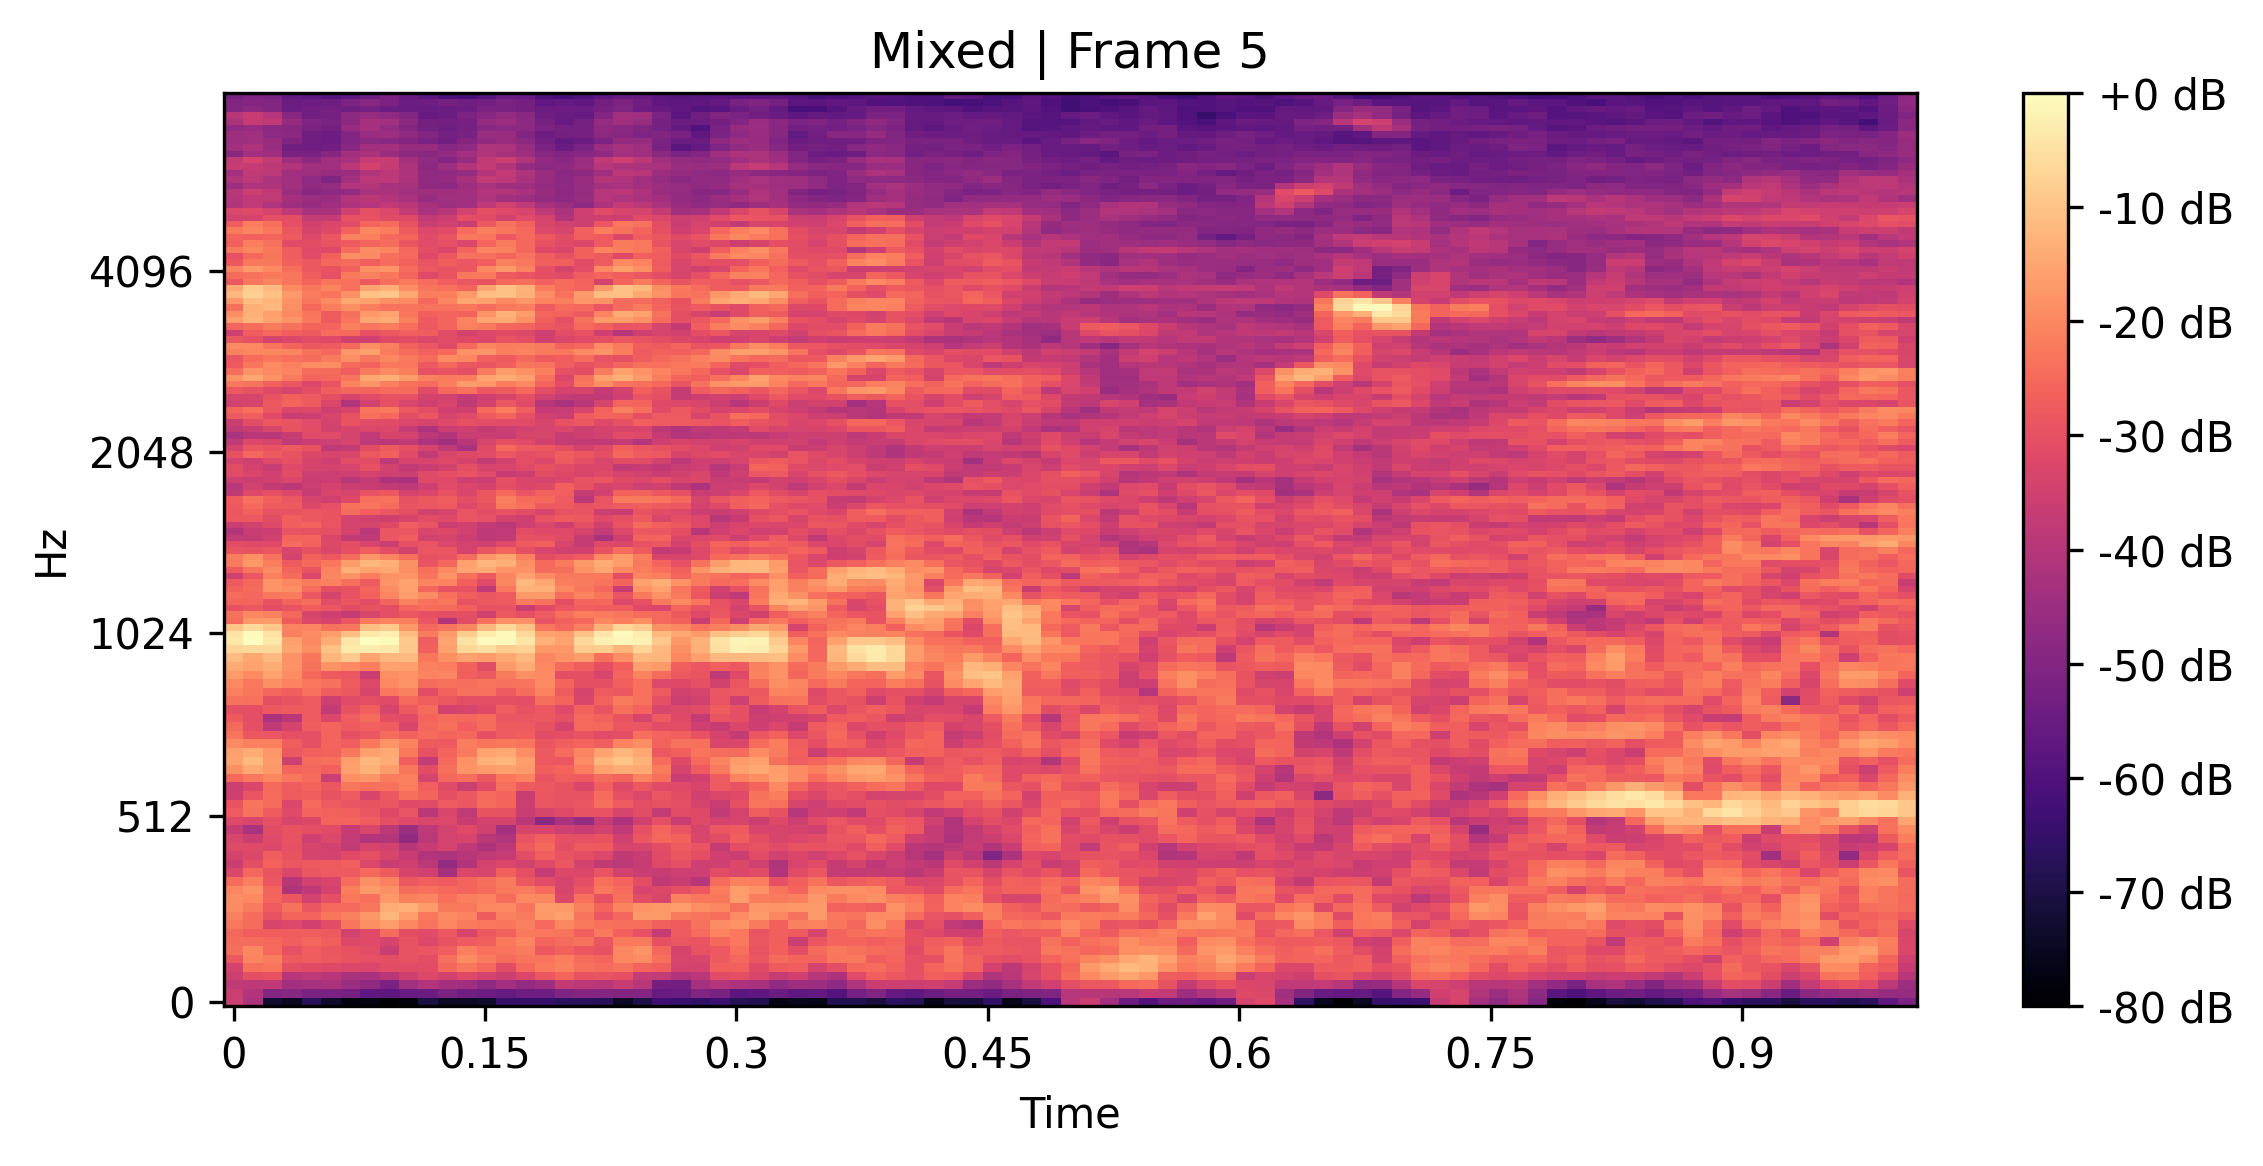 Mixed | Frame 5
Hz
4096
2048
1024
512
0
0 0.15 0.3 0.45 0.6 0.75 0.9
Time
+0 dB
-10 dB
-20 dB
-30 dB
-40 dB
-50 dB
-60 dB
-70 dB
-80 dB